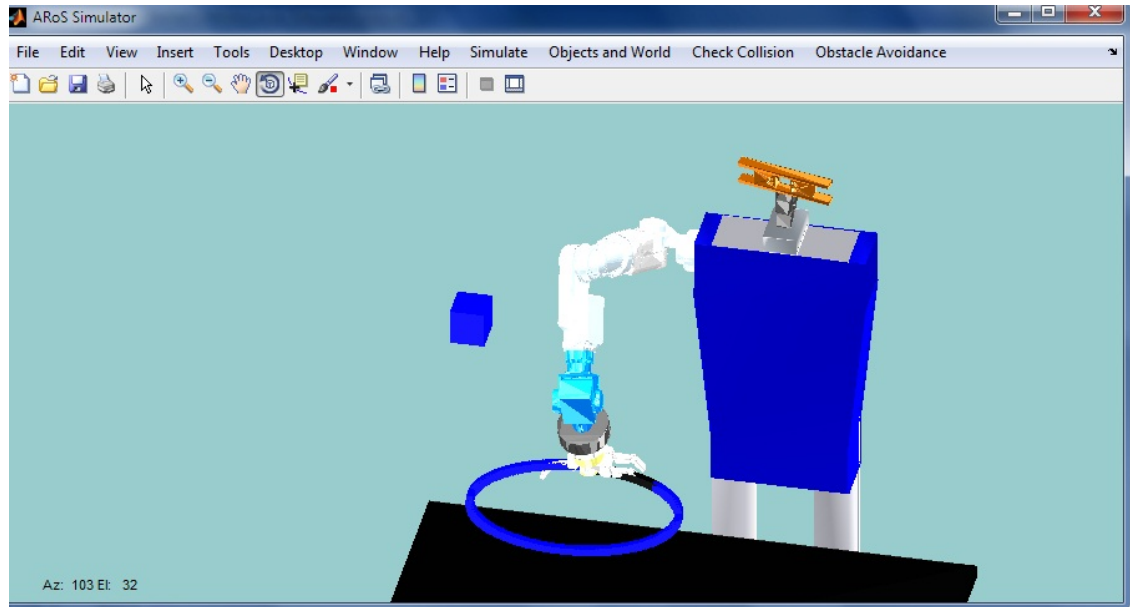 ARoS Simulator
File Edit View Insert Tools Desktop Window Help Simulate Objects and World Check Collision Obstacle Avoidance
Az: 103 El: 32